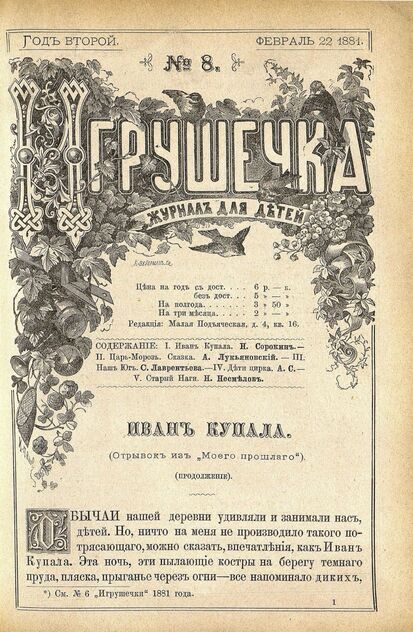 ГОДЪ ВТОРОЙ. ФЕВРАЛЬ 22 1881.
№ 8.
ИГРУШЕЧКА
ЖУРНАЛЪ ДЛЯ ДѢТЕЙ
Цѣна на годъ съ дост. . . . 6 р. — к.
безъ дост. . . 5 » — »
На полгода. . . . . . . . 3 » 50 »
На три мѣсяца. . . . . . 2 » — »
Редакція: Малая Подъяческая, д. 4, кв. 16.
СОДЕРЖАНІЕ: I. Иванъ Купала. Н. Сорокинъ.—
II. Царь-Морозъ. Сказка. А. Лукьяновскій. — III.
Нашъ Югъ. С. Лаврентьева.—IV. Дѣти цирка. А. С.—
V. Старый Наги. Н. Несмѣловъ.
ИВАНЪ КУПАЛА.
(Отрывокъ изъ „Моего прошлаго“).
(ПРОДОЛЖЕНІЕ).
ОБЫЧАИ нашей деревни удивляли и занимали насъ,
дѣтей. Но, ничто на меня не производило такого по-
трясающаго, можно сказать, впечатлѣнія, какъ Иванъ
Купала. Эта ночь, эти пылающіе костры на берегу темнаго
пруда, пляска, прыганье черезъ огни—все напоминало дикихъ,
*) См. № 6 „Игрушечки“ 1881 года.
1